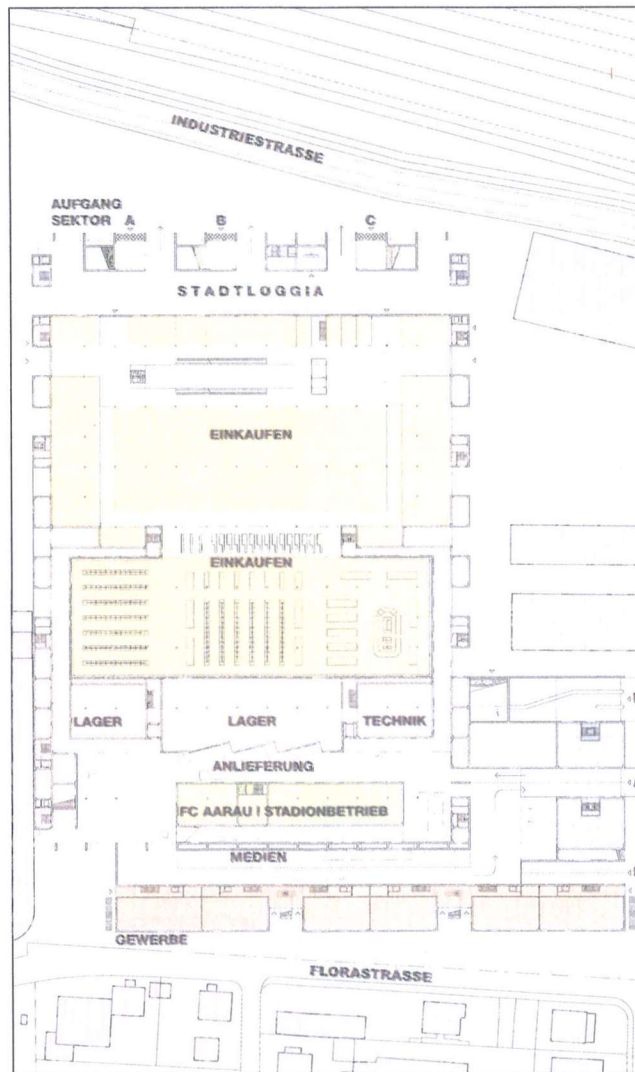 INDUSTRIESTRASSE
AUFGANG
SEKTOR A B C
STADTLOGGIA
EINKAUFEN
EINKAUFEN
LAGER LAGER TECHNIK
ANLIEFERUNG
FC AARAU / STADIONBETRIEB
MEDIEN
GEWERBE
FLORASTRASSE